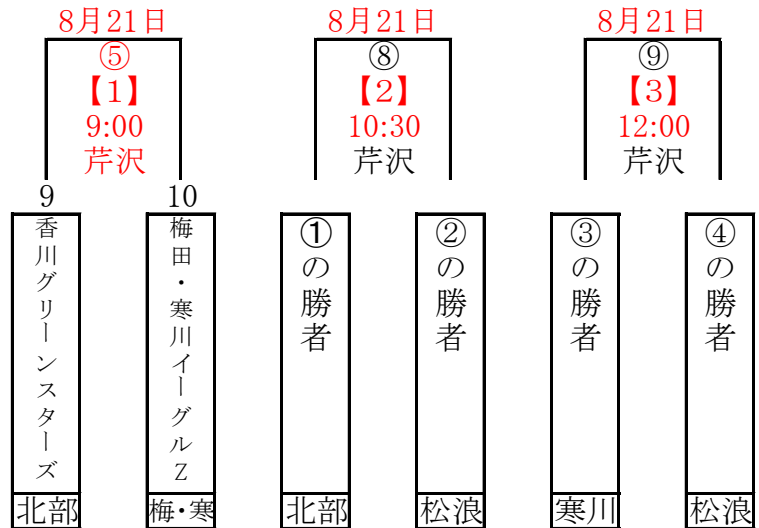 8月21日
⑤
【1】
9:00
芹沢
8月21日
⑧
【2】
10:30
芹沢
8月21日
⑨
【3】
12:00
芹沢
9
香川グリーンスターズ
北部
10
梅田・寒川イーグルZ
梅・寒
①の勝者
北部
②の勝者
松浪
③の勝者
寒川
④の勝者
松浪